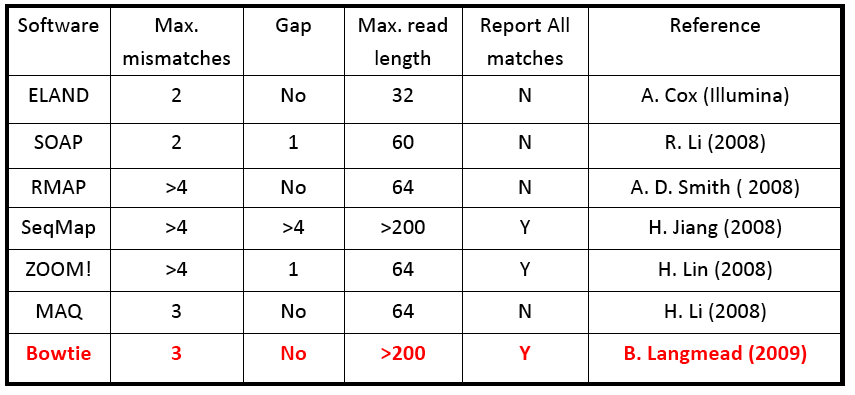 Software Max. mismatches Gap Max. read length Report All matches Reference
ELAND 2 No 32 N A. Cox (Illumina)
SOAP 2 1 60 N R. Li (2008)
RMAP >4 No 64 N A. D. Smith ( 2008)
SeqMap >4 >4 >200 Y H. Jiang (2008)
ZOOM! >4 1 64 Y H. Lin (2008)
MAQ 3 No 64 N H. Li (2008)
Bowtie 3 No >200 Y B. Langmead (2009)